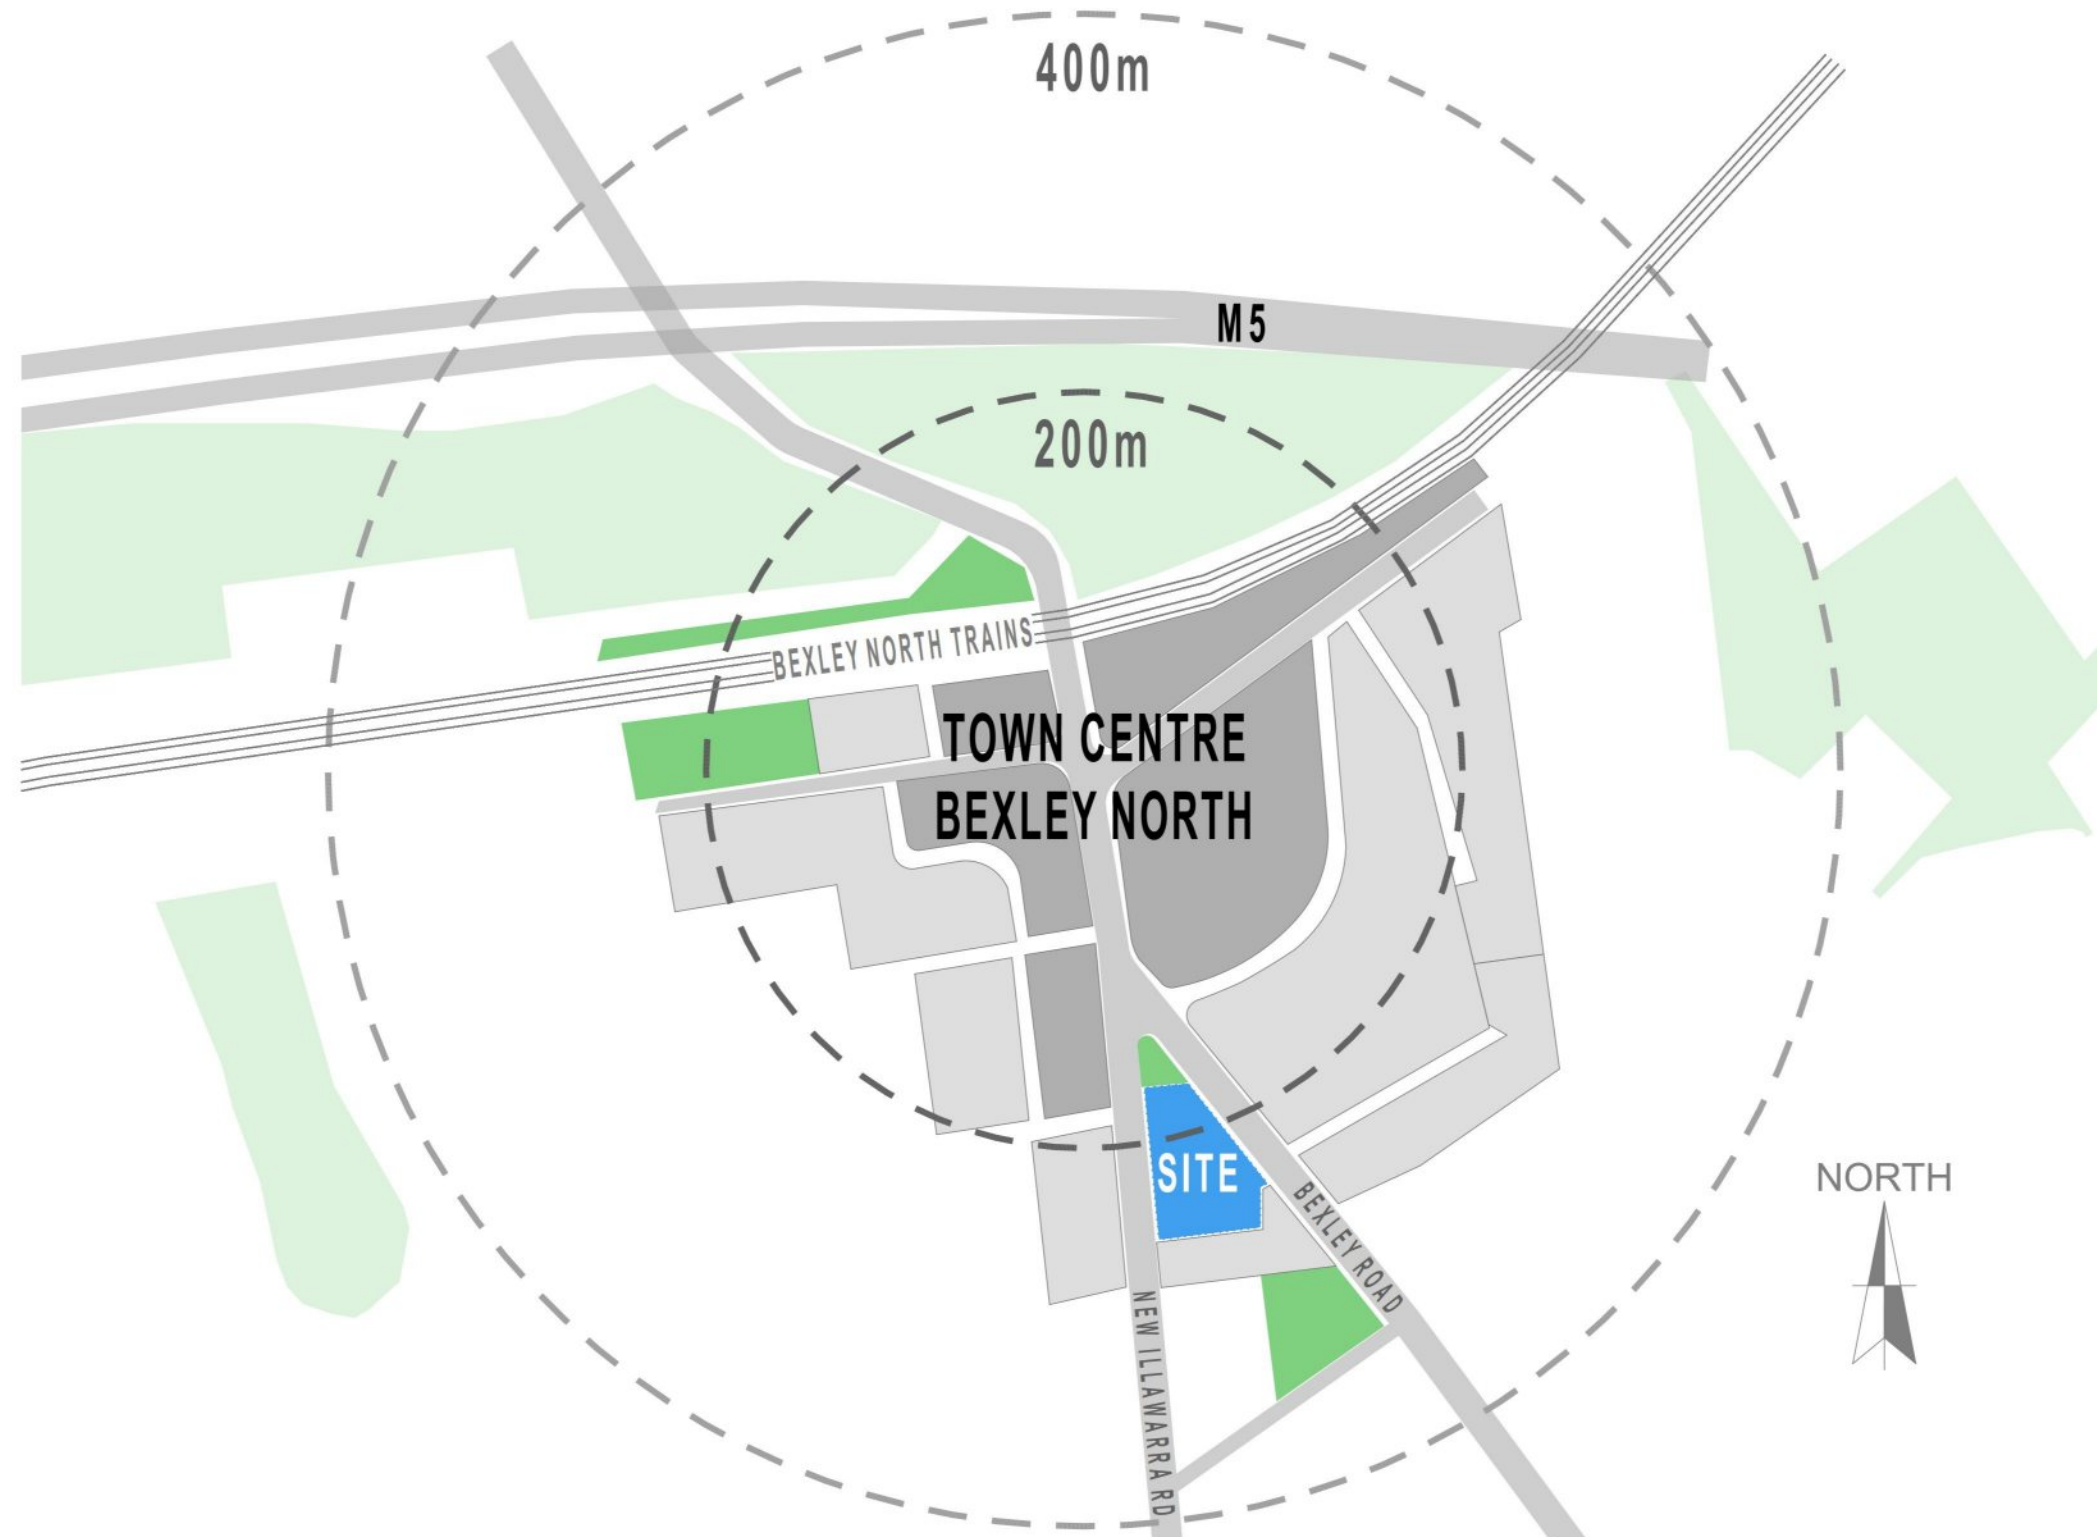 400m
M5
200m
BEXLEY NORTH TRAINS
TOWN CENTRE
BEXLEY NORTH
SITE
NORTH
BEXLEY ROAD
NEW ILLAWARRA RD